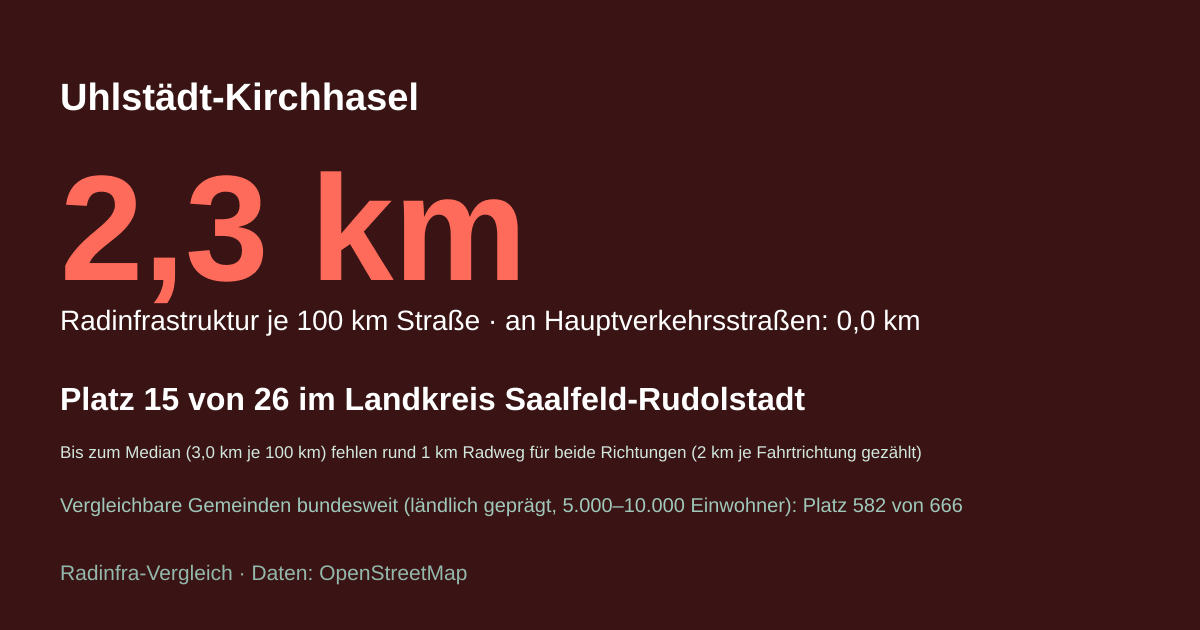 Uhlstädt-Kirchhasel
2,3 km
Radinfrastruktur je 100 km Straße · an Hauptverkehrsstraßen: 0,0 km
Platz 15 von 26 im Landkreis Saalfeld-Rudolstadt
Bis zum Median (3,0 km je 100 km) fehlen rund 1 km Radweg für beide Richtungen (2 km je Fahrtrichtung gezählt)
Vergleichbare Gemeinden bundesweit (ländlich geprägt, 5.000–10.000 Einwohner): Platz 582 von 666
Radinfra-Vergleich · Daten: OpenStreetMap